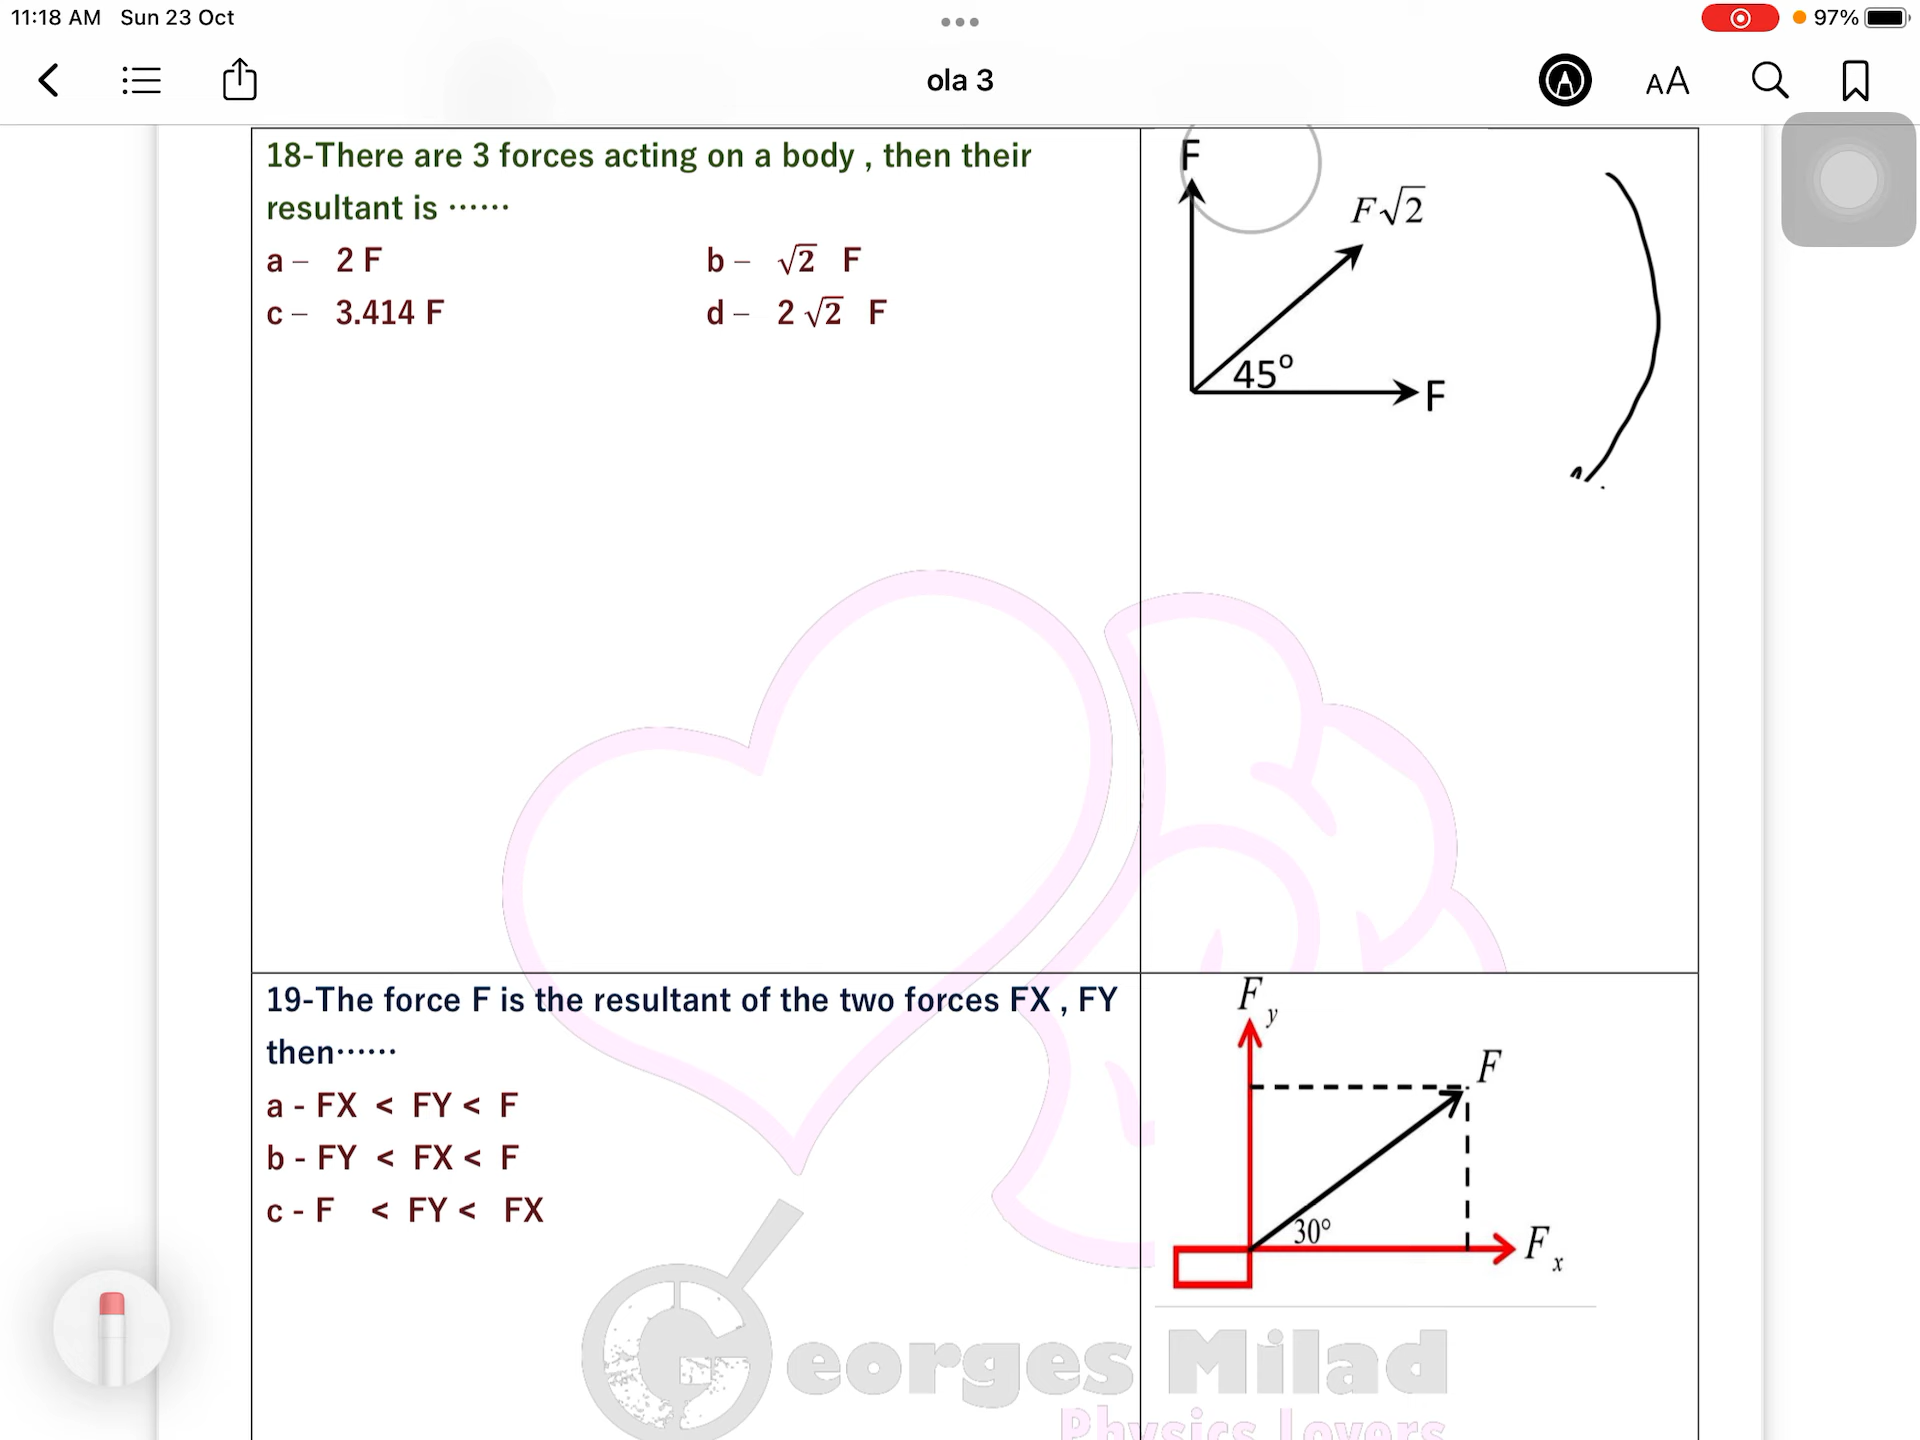 11:18 AM Sun 23 Oct
97%
ola 3
AA
18-There are 3 forces acting on a body , then their
resultant is ......
a – 2 F
b – √2 F
c – 3.414 F
d – 2 √2 F
F
F√2
45°
F
19-The force F is the resultant of the two forces FX , FY
then......
a - FX < FY < F
b - FY < FX < F
c - F < FY < FX
F y
F
30°
F x
Georges Milad
Physics Lovers